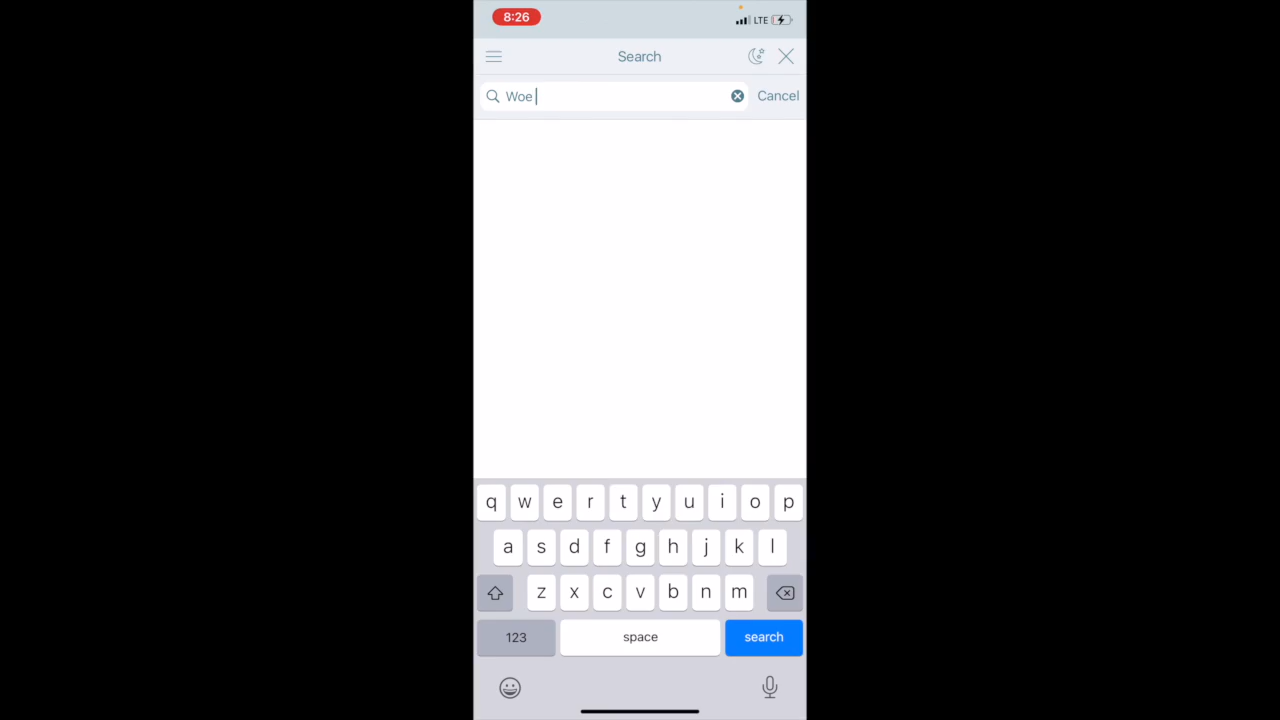 8:26
LTE
Search
Woe
Cancel
q w e r t y u i o p
a s d f g h j k l
z x c v b n m
123 space search